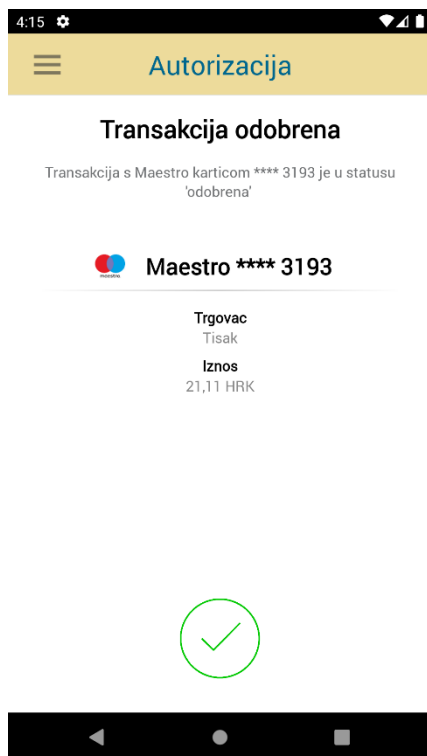 4:15
Autorizacija
Transakcija odobrena
Transakcija s Maestro karticom **** 3193 je u statusu
'odobrena'
maestro
Maestro **** 3193
Trgovac
Tisak
Iznos
21,11 HRK